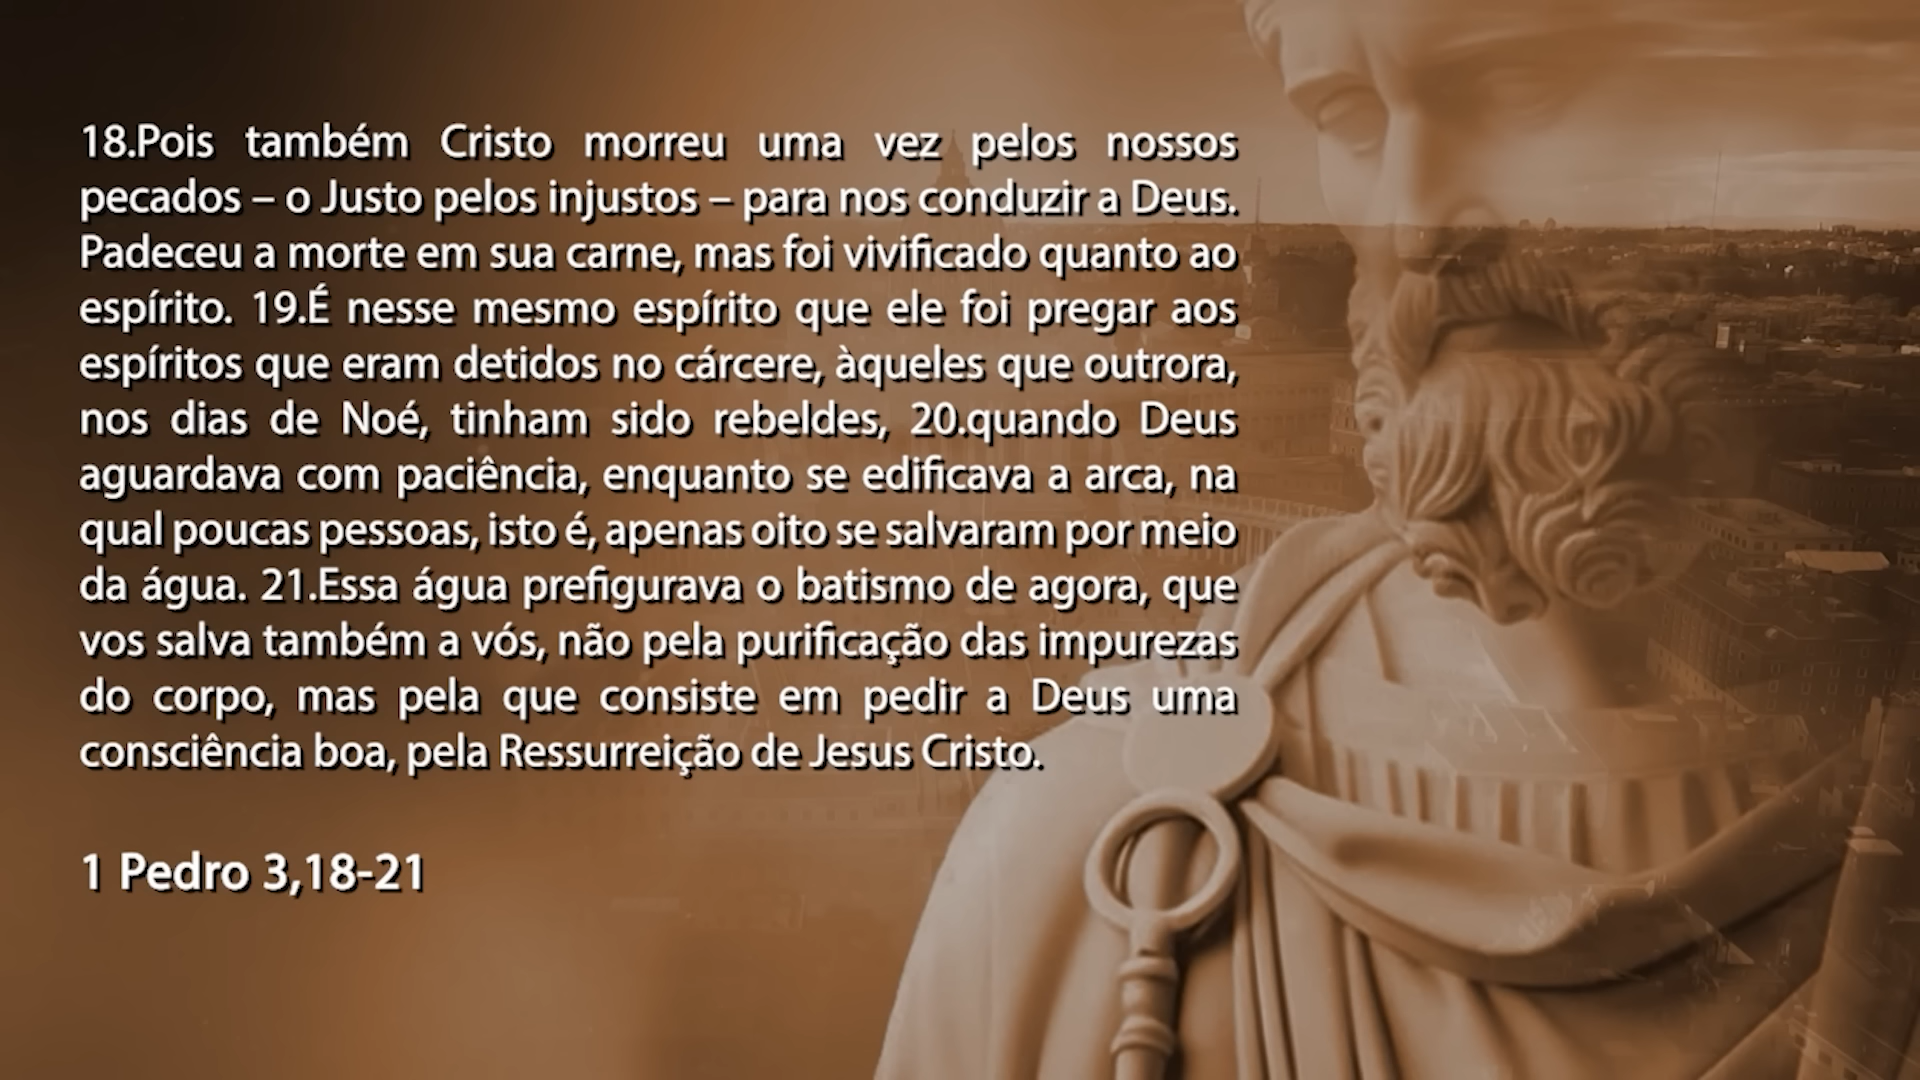 18.Pois também Cristo morreu uma vez pelos nossos
pecados – o Justo pelos injustos – para nos conduzir a Deus.
Padeceu a morte em sua carne, mas foi vivificado quanto ao
espírito. 19.É nesse mesmo espírito que ele foi pregar aos
espíritos que eram detidos no cárcere, àqueles que outrora,
nos dias de Noé, tinham sido rebeldes, 20.quando Deus
aguardava com paciência, enquanto se edificava a arca, na
qual poucas pessoas, isto é, apenas oito se salvaram por meio
da água. 21.Essa água prefigurava o batismo de agora, que
vos salva também a vós, não pela purificação das impurezas
do corpo, mas pela que consiste em pedir a Deus uma
consciência boa, pela Ressurreição de Jesus Cristo.
1 Pedro 3,18-21